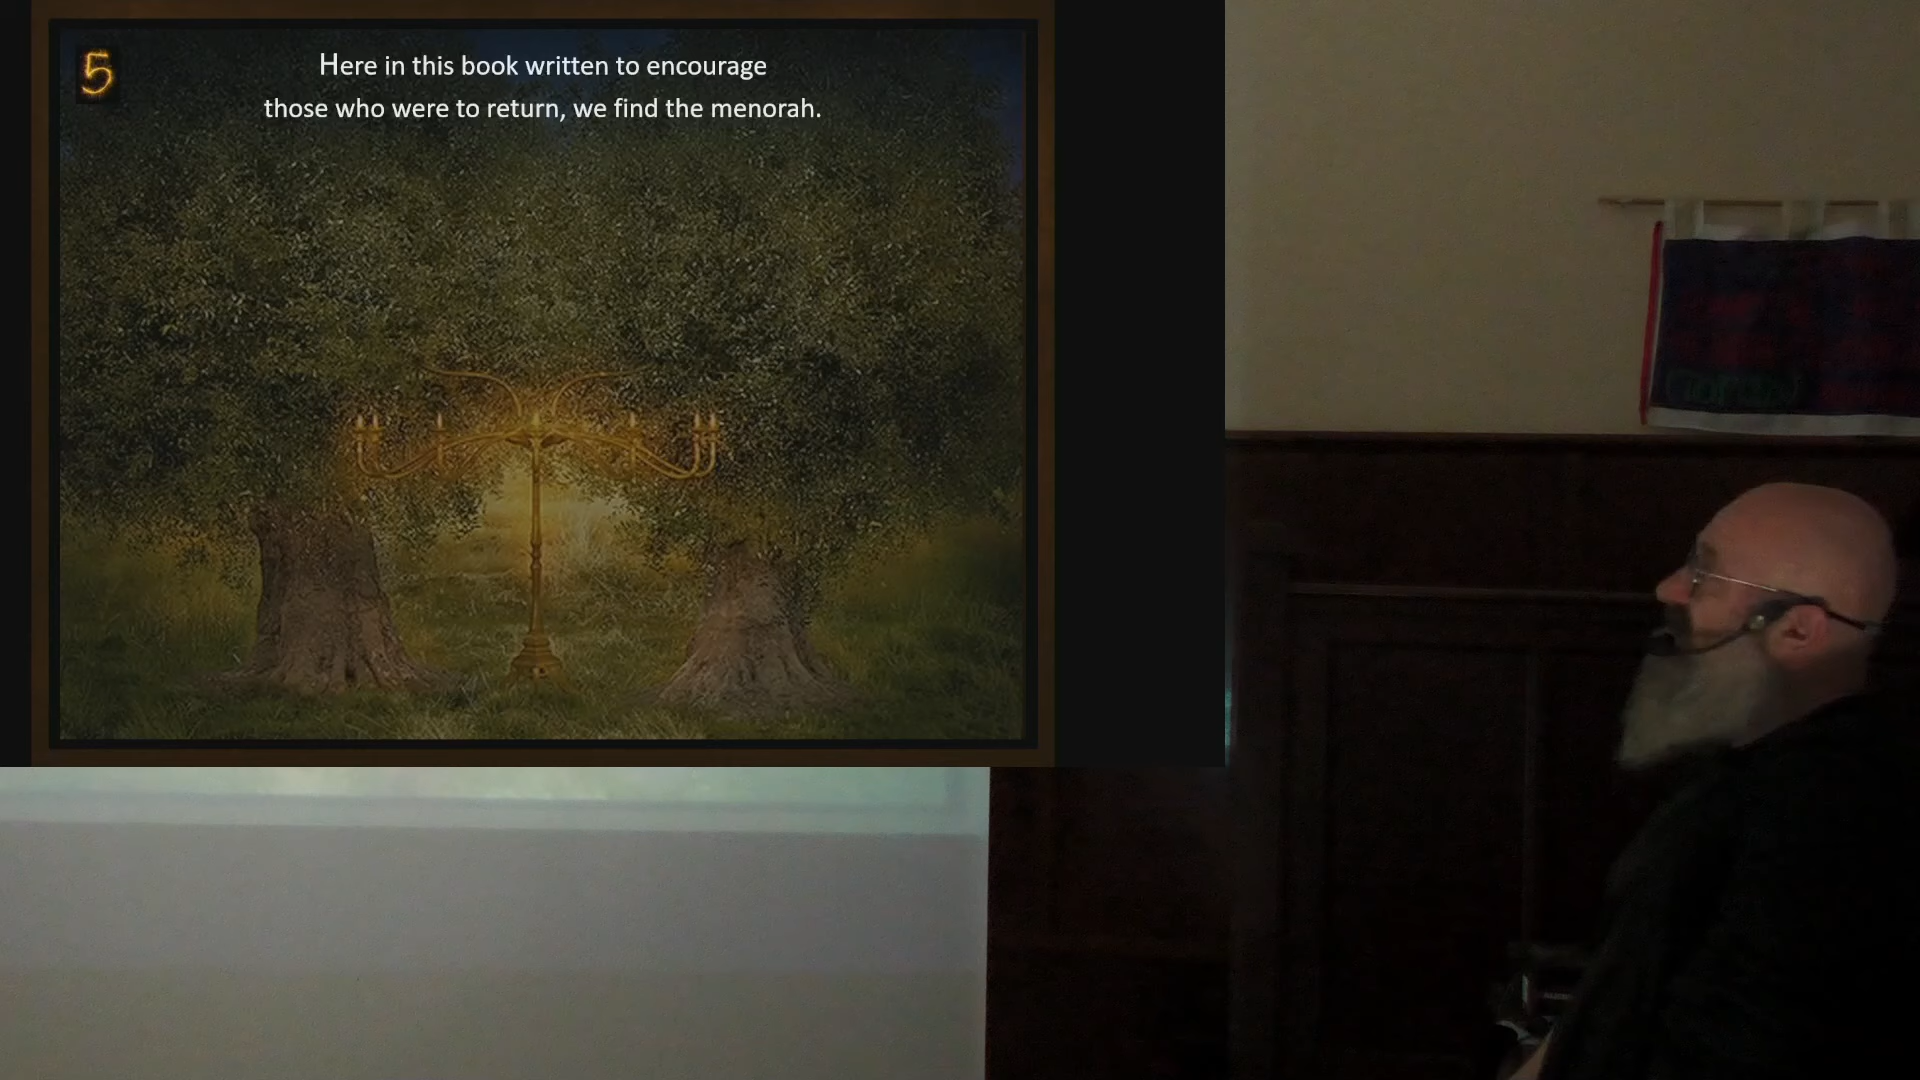 5
Here in this book written to encourage
those who were to return, we find the menorah.